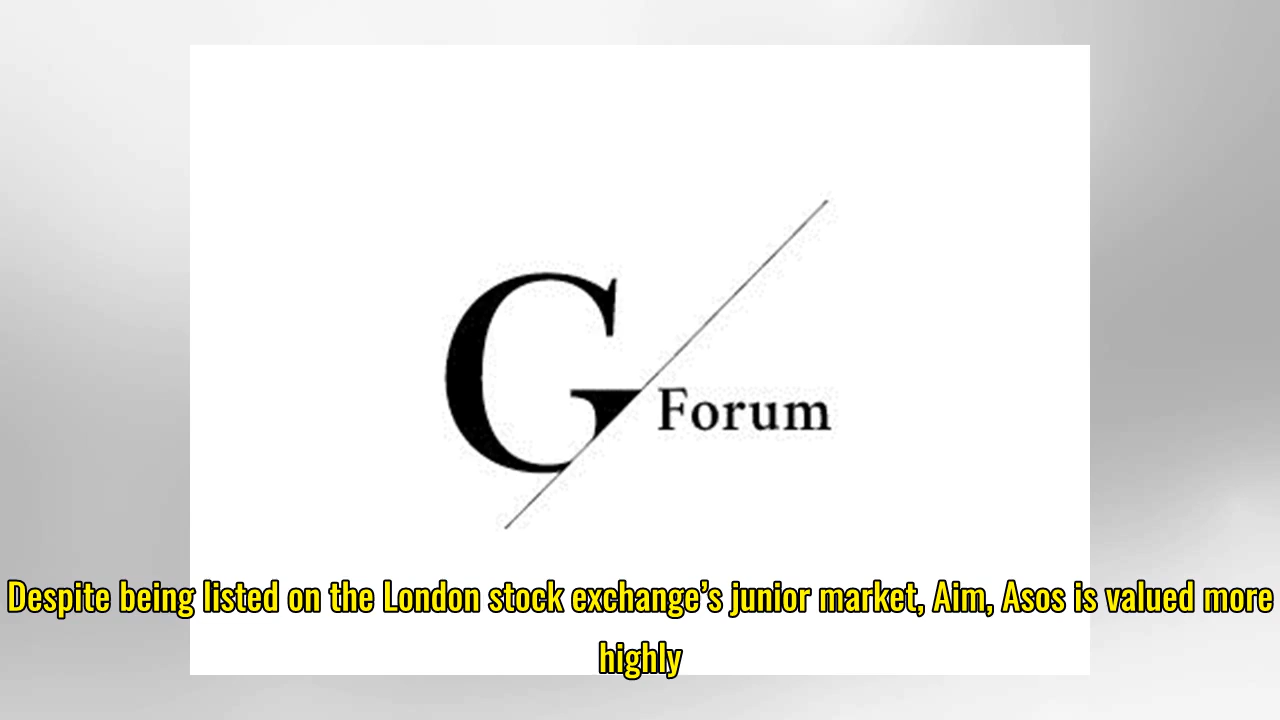 G Forum
Despite being listed on the London stock exchange’s junior market, Aim, Asos is valued more
highly